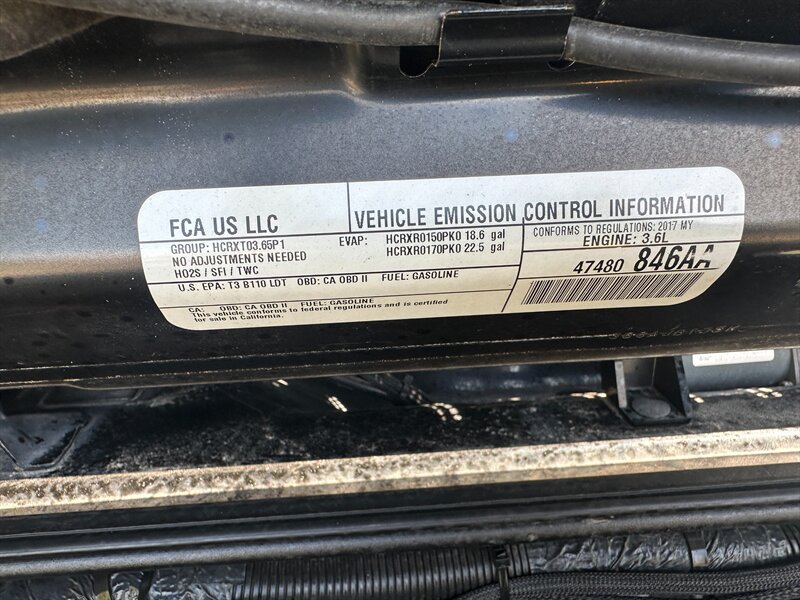 FCA US LLC
VEHICLE EMISSION CONTROL INFORMATION
GROUP: HCRXT03.65P1
NO ADJUSTMENTS NEEDED
HO2S / SFI / TWC
EVAP: HCRXR0150PK0 18.6 gal
HCRXR0170PK0 22.5 gal
CONFORMS TO REGULATIONS: 2017 MY
ENGINE: 3.6L
47480 846AA
U.S. EPA: T3 B110 LDT OBD: CA OBD II FUEL: GASOLINE
CA: OBD: CA OBD II FUEL: GASOLINE
This vehicle conforms to federal regulations and is certified
for sale in California.